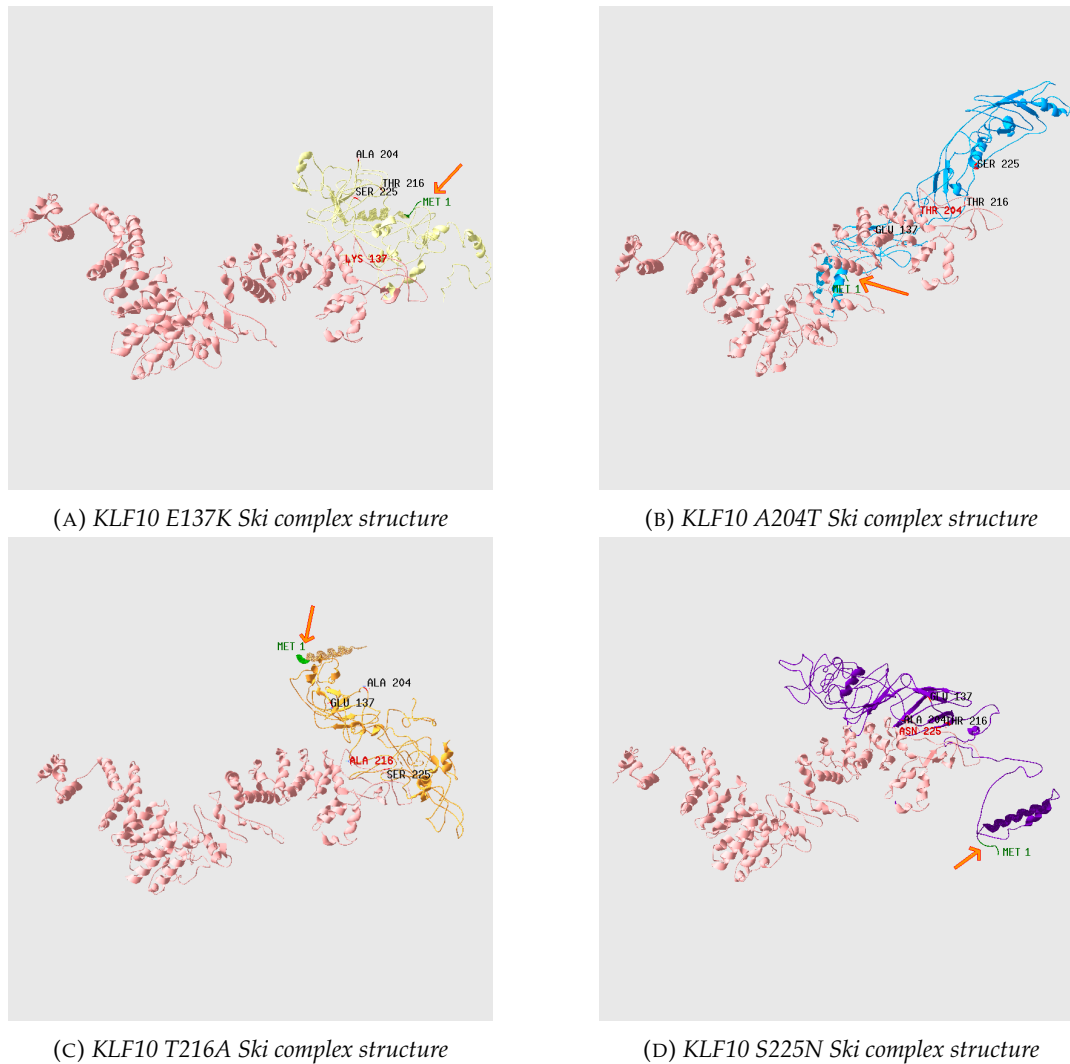 ALA 204
THR 216
SER 225
MET 1
LYS 137
SER 225
THR 216
THR 204
GLU 137
MET 1
(A) KLF10 E137K Ski complex structure
(B) KLF10 A204T Ski complex structure
MET 1
ALA 204
GLU 137
ALA 216
SER 225
GLU 137
ALA 204 THR 216
ASN 225
MET 1
(C) KLF10 T216A Ski complex structure
(D) KLF10 S225N Ski complex structure